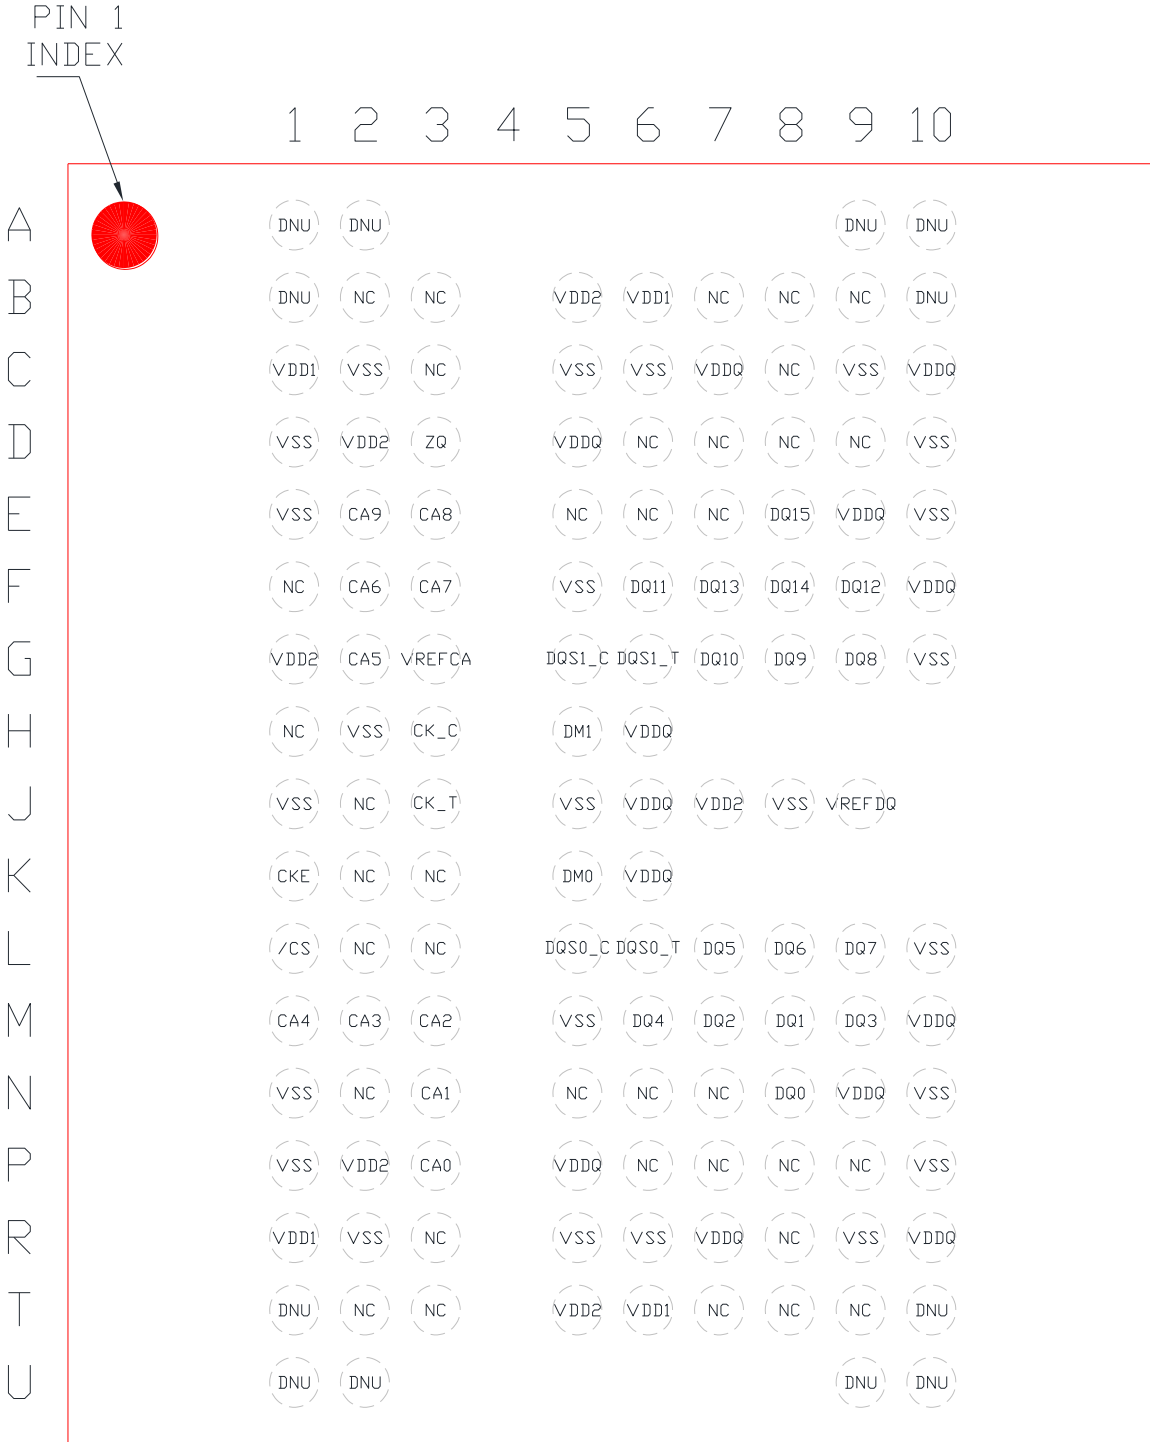 PIN 1
INDEX
1 2 3 4 5 6 7 8 9 10
A DNU DNU DNU DNU
B DNU NC NC VDD2 VDD1 NC NC NC DNU
C VDD1 VSS NC VSS VSS VDDQ NC VSS VDDQ
D VSS VDD2 ZQ VDDQ NC NC NC NC VSS
E VSS CA9 CA8 NC NC NC DQ15 VDDQ VSS
F NC CA6 CA7 VSS DQ11 DQ13 DQ14 DQ12 VDDQ
G VDD2 CA5 VREFCA DQS1_C DQS1_T DQ10 DQ9 DQ8 VSS
H NC VSS CK_C DM1 VDDQ
J VSS NC CK_T VSS VDDQ VDD2 VSS VREFDQ
K CKE NC NC DM0 VDDQ
L /CS NC NC DQS0_C DQS0_T DQ5 DQ6 DQ7 VSS
M CA4 CA3 CA2 VSS DQ4 DQ2 DQ1 DQ3 VDDQ
N VSS NC CA1 NC NC NC DQ0 VDDQ VSS
P VSS VDD2 CA0 VDDQ NC NC NC NC VSS
R VDD1 VSS NC VSS VSS VDDQ NC VSS VDDQ
T DNU NC NC VDD2 VDD1 NC NC NC DNU
U DNU DNU DNU DNU